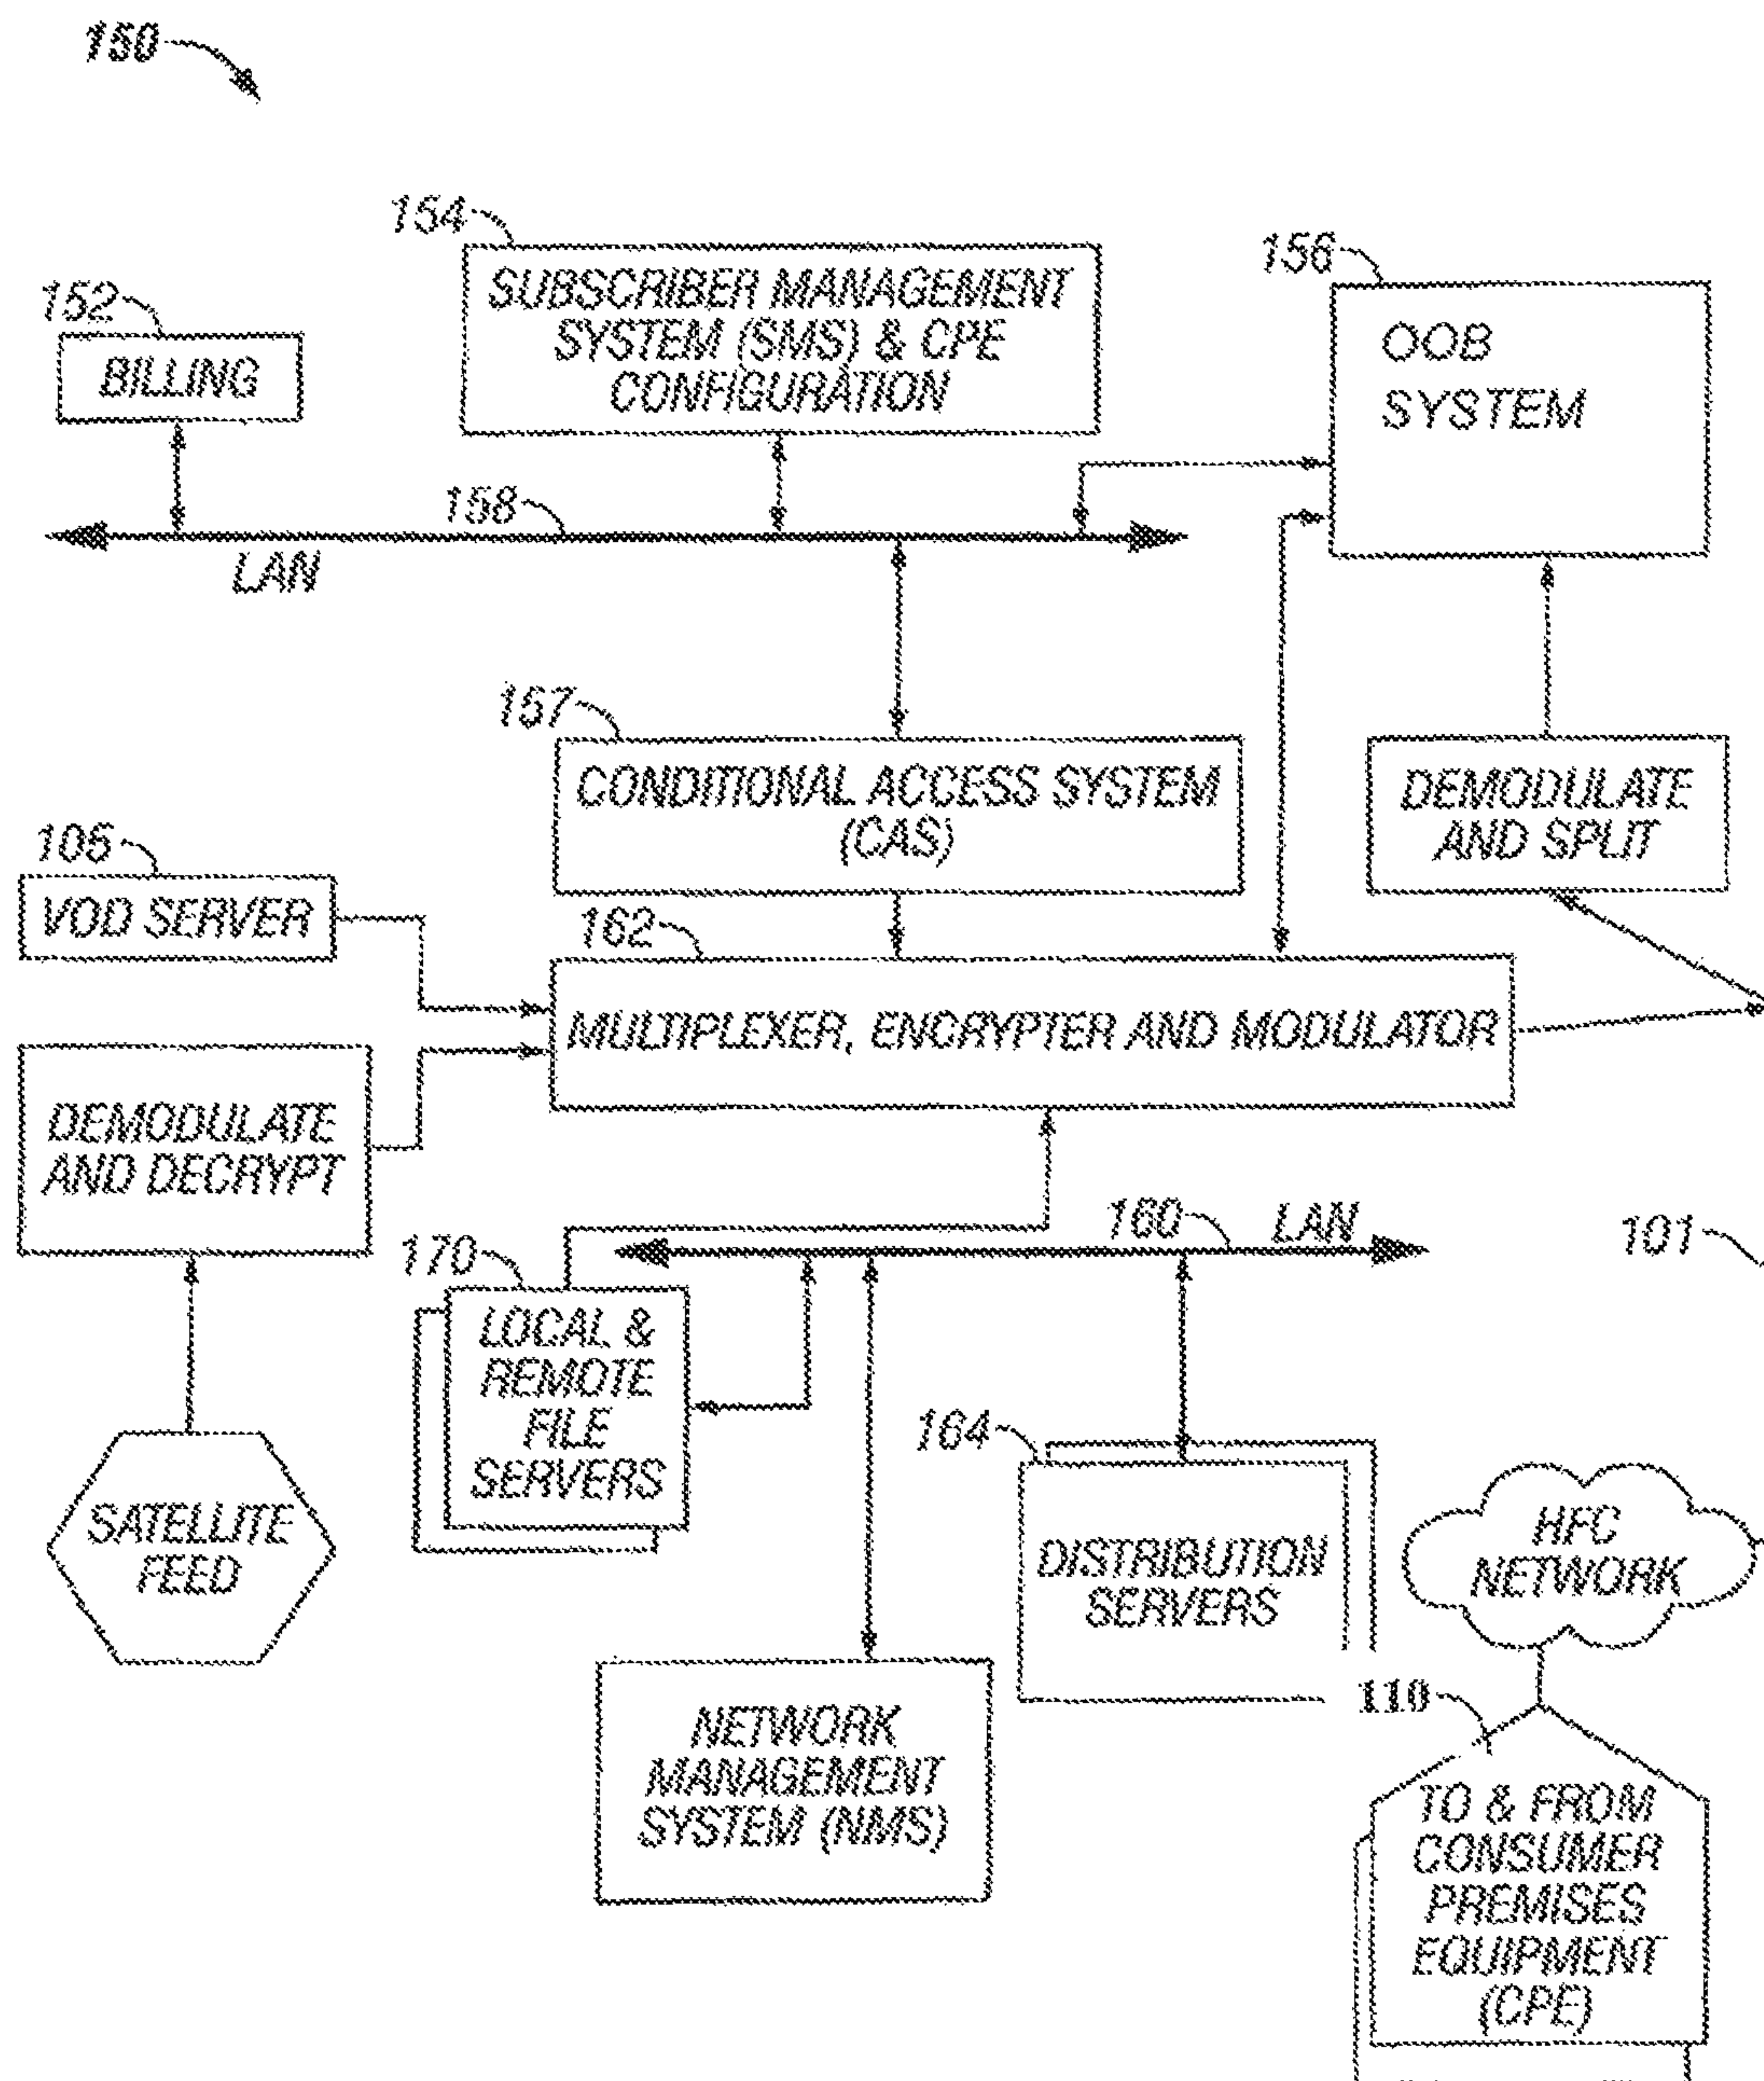 150
154
SUBSCRIBER MANAGEMENT
SYSTEM (SMS) & CPE
CONFIGURATION
156
OOB
SYSTEM
152
BILLING
158
LAN
157
CONDITIONAL ACCESS SYSTEM
(CAS)
DEMODULATE
AND SPLIT
105
VOD SERVER
162
MULTIPLEXER, ENCRYPTER AND MODULATOR
DEMODULATE
AND DECRYPT
160
LAN
101
170
LOCAL &
REMOTE
FILE
SERVERS
164
DISTRIBUTION
SERVERS
HFC
NETWORK
SATELLITE
FEED
NETWORK
MANAGEMENT
SYSTEM (NMS)
110
TO & FROM
CONSUMER
PREMISES
EQUIPMENT
(CPE)